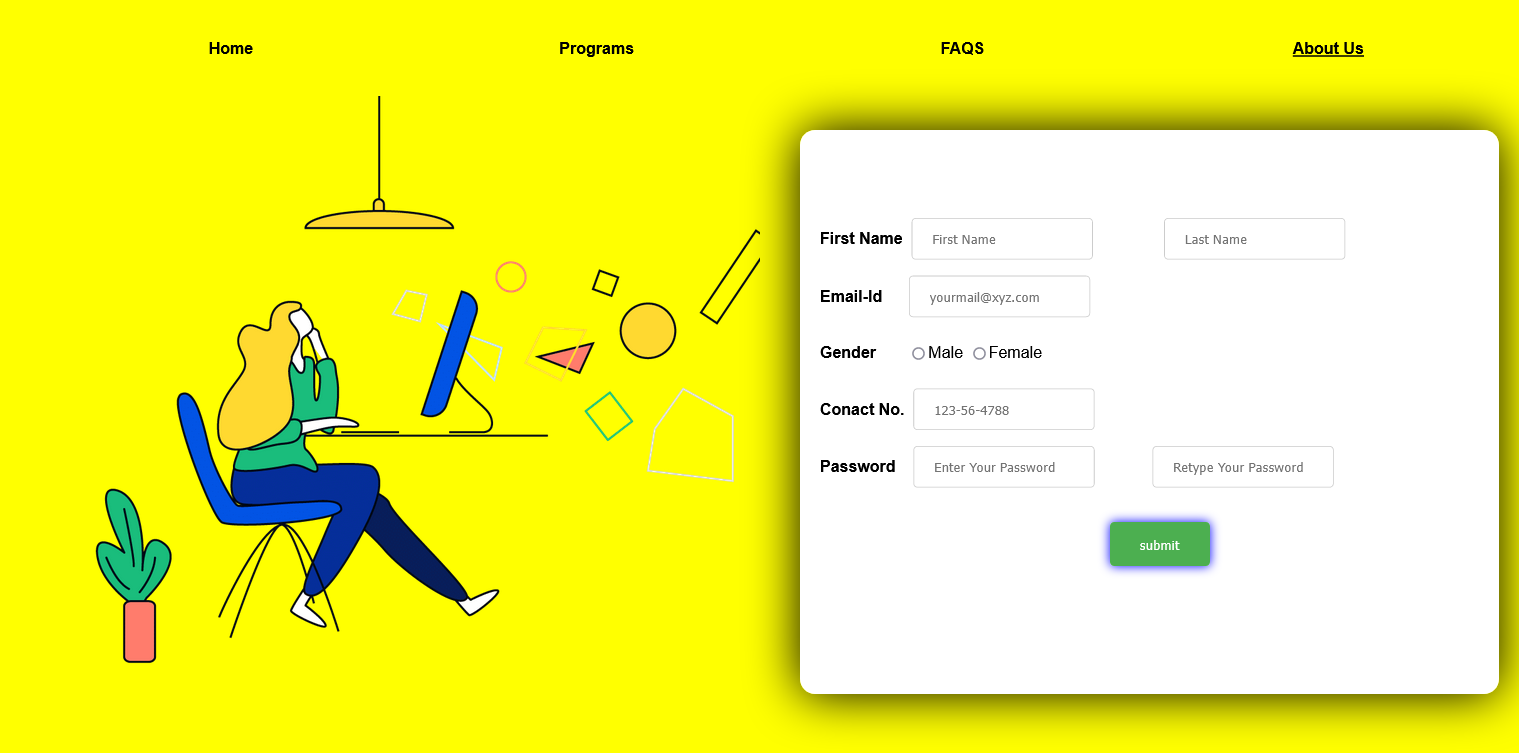 Home Programs FAQS About Us
First Name First Name Last Name
Email-Id yourmail@xyz.com
Gender Male Female
Conact No. 123-56-4788
Password Enter Your Password Retype Your Password
submit